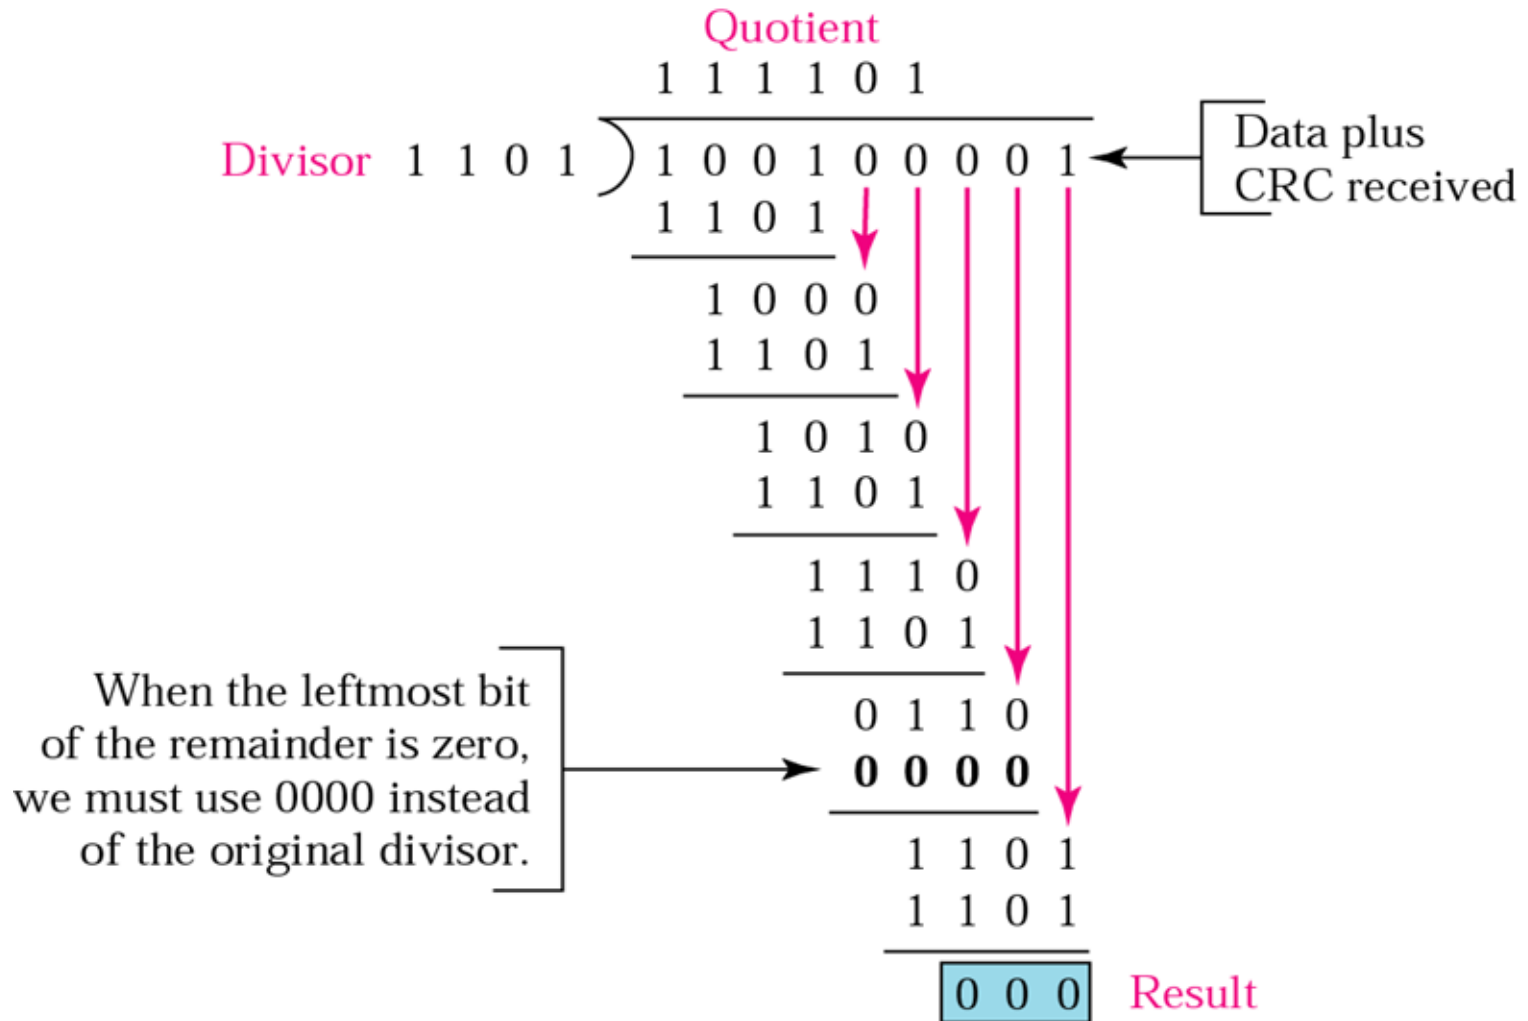 Quotient
1 1 1 1 0 1
Divisor 1 1 0 1 1 0 0 1 0 0 0 0 1
Data plus
CRC received
1 1 0 1
1 0 0 0
1 1 0 1
1 0 1 0
1 1 0 1
1 1 1 0
1 1 0 1
When the leftmost bit
of the remainder is zero,
we must use 0000 instead
of the original divisor.
0 1 1 0
0 0 0 0
1 1 0 1
1 1 0 1
0 0 0 Result